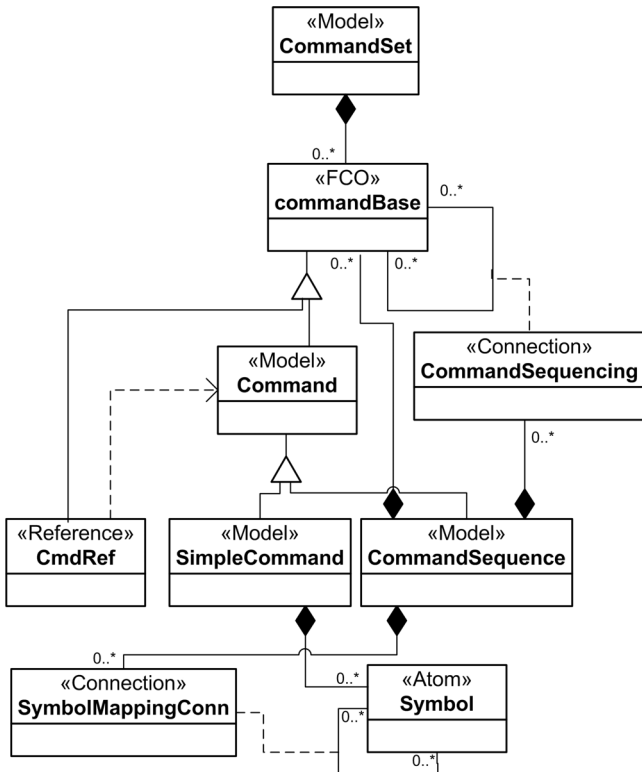 «Model»
CommandSet
0..*
«FCO»
commandBase
0..*
0..*
0..*
«Model»
Command
«Connection»
CommandSequencing
0..*
«Reference»
CmdRef
«Model»
SimpleCommand
«Model»
CommandSequence
0..*
«Connection»
SymbolMappingConn
0..*
«Atom»
Symbol
0..*
0..*